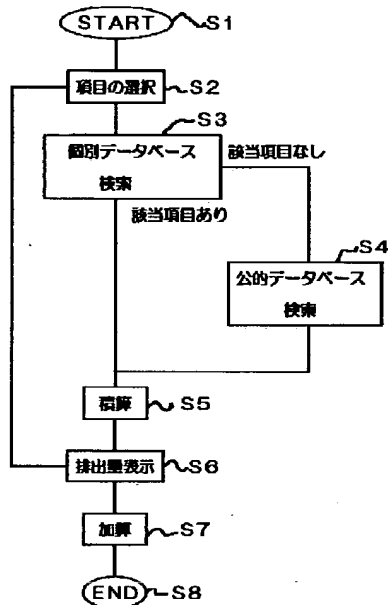 START S1
項目の選択 S2
S3
個別データベース
検索
該当項目なし
該当項目あり
S4
公的データベース
検索
積算 S5
排出量表示 S6
加算 S7
END S8